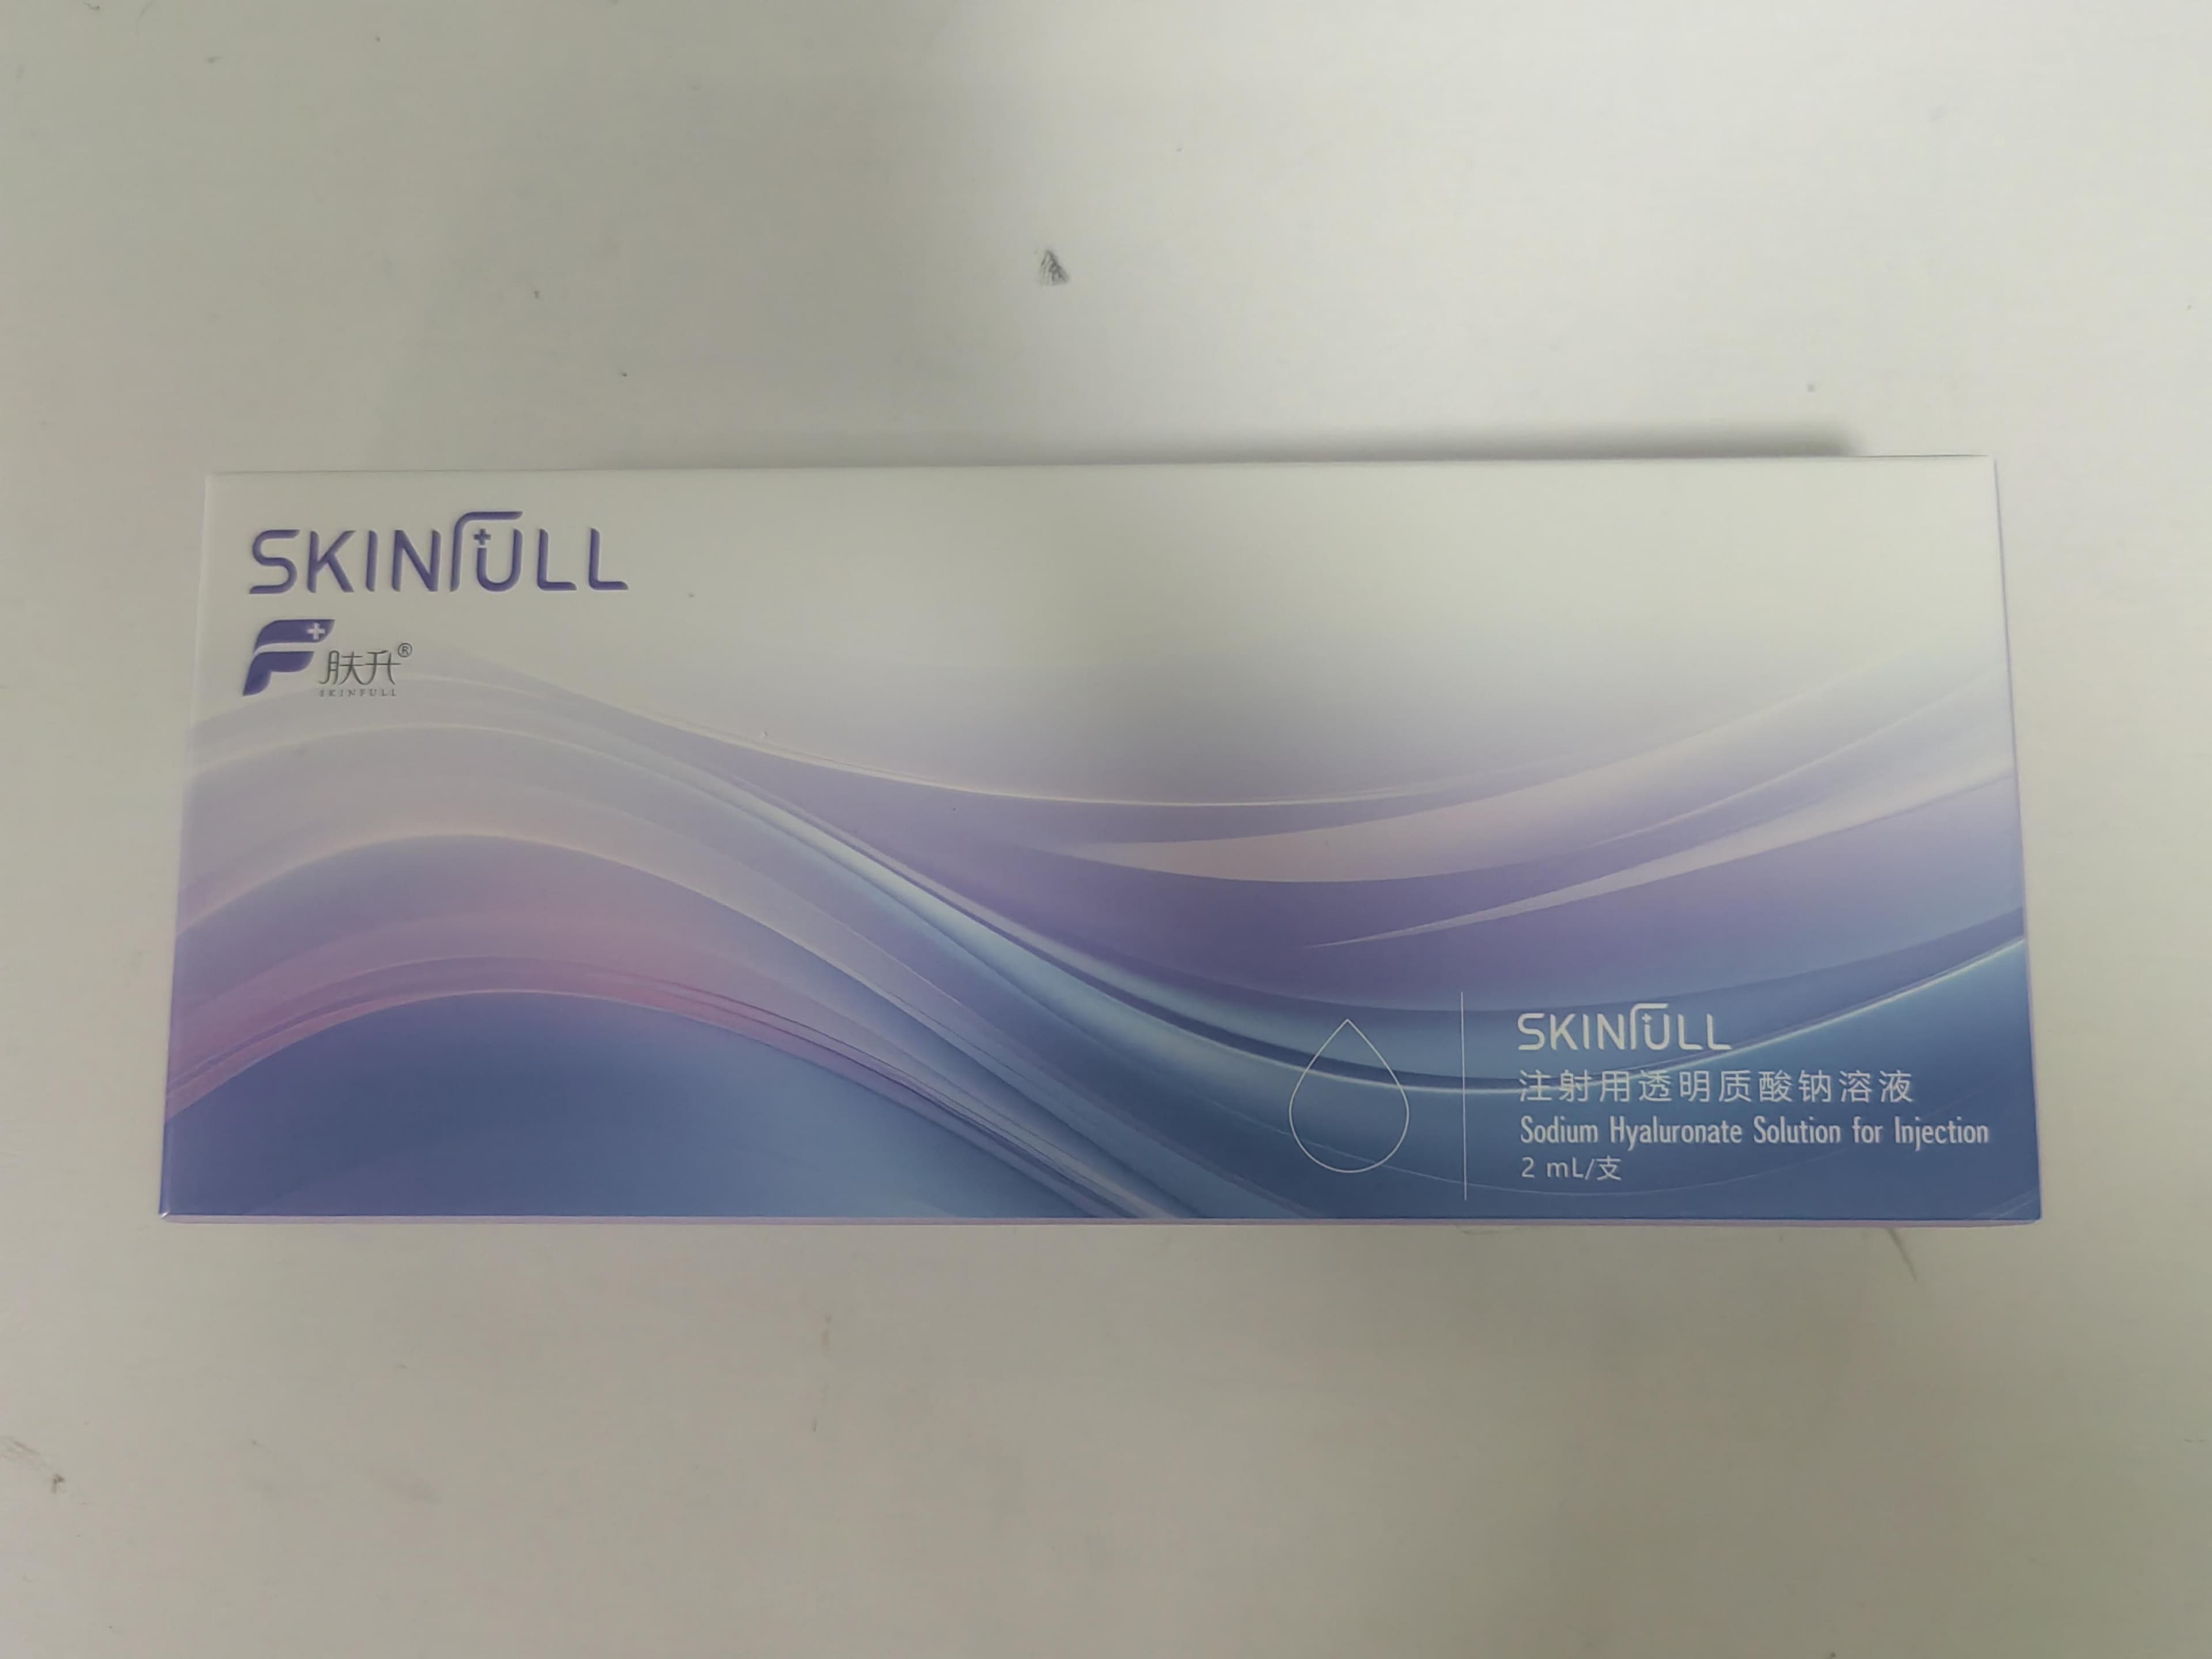 SKINFULL
F 肤升®
SKINFULL
SKINFULL
注射用透明质酸钠溶液
Sodium Hyaluronate Solution for Injection
2 mL/支